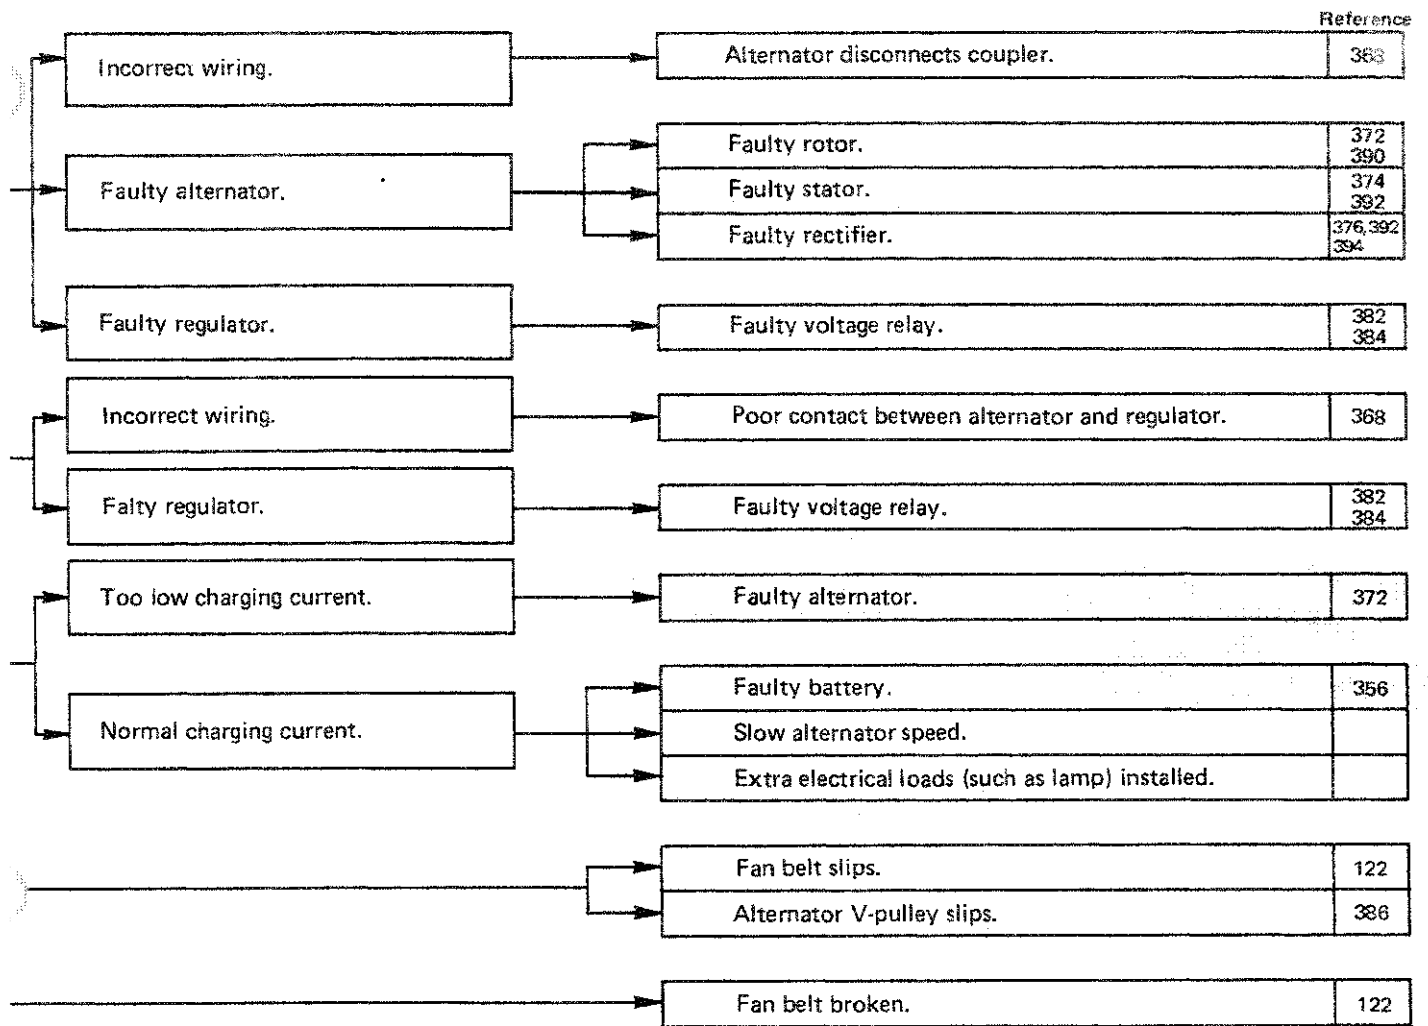 Reference
Incorrect wiring.
Alternator disconnects coupler.
368
Faulty alternator.
Faulty rotor.
372
390
Faulty stator.
374
392
Faulty rectifier.
376,392
394
Faulty regulator.
Faulty voltage relay.
382
384
Incorrect wiring.
Poor contact between alternator and regulator.
368
Falty regulator.
Faulty voltage relay.
382
384
Too low charging current.
Faulty alternator.
372
Normal charging current.
Faulty battery.
356
Slow alternator speed.
Extra electrical loads (such as lamp) installed.
Fan belt slips.
122
Alternator V-pulley slips.
386
Fan belt broken.
122